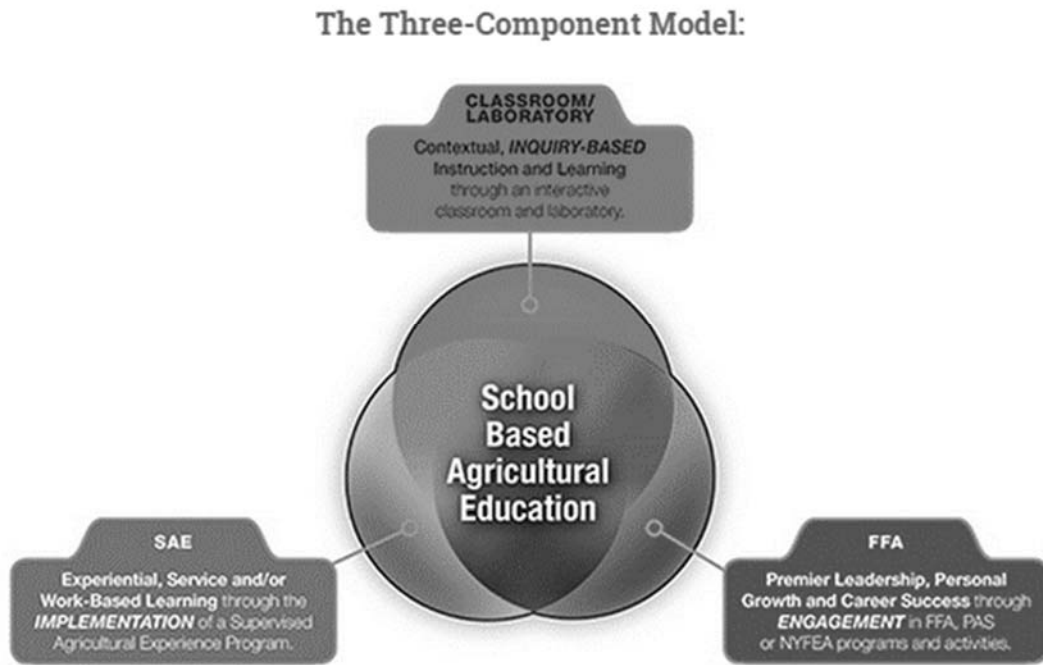 The Three-Component Model:
CLASSROOM/
LABORATORY
Contextual, INQUIRY-BASED
Instruction and Learning
through an interactive
classroom and laboratory.
School
Based
Agricultural
Education
SAE
Experiential, Service and/or
Work-Based Learning through the
IMPLEMENTATION of a Supervised
Agricultural Experience Program.
FFA
Premier Leadership, Personal
Growth and Career Success through
ENGAGEMENT in FFA, PAS
or NYFEA programs and activities.